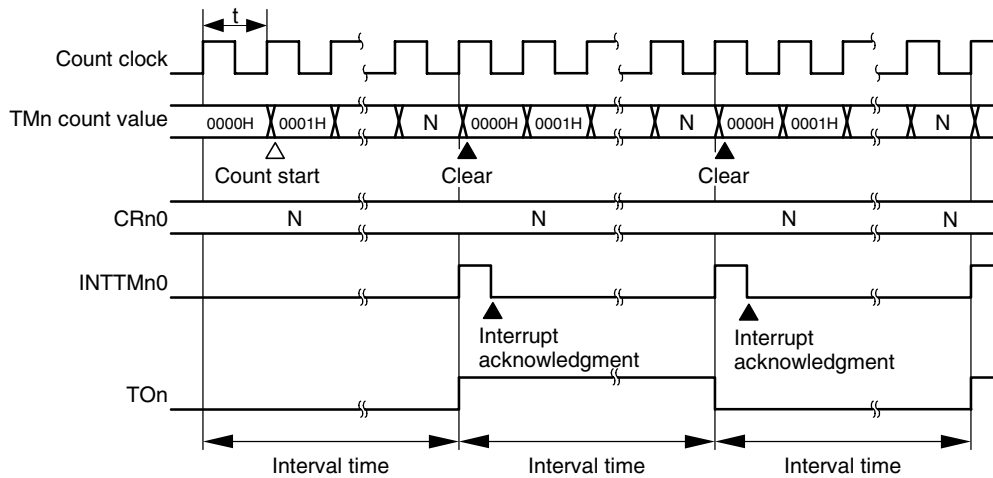 t
Count clock
TMn count value 0000H 0001H N 0000H 0001H N 0000H 0001H N
Count start Clear Clear
CRn0 N N N N
INTTMn0
Interrupt acknowledgment Interrupt acknowledgment
TOn
Interval time Interval time Interval time